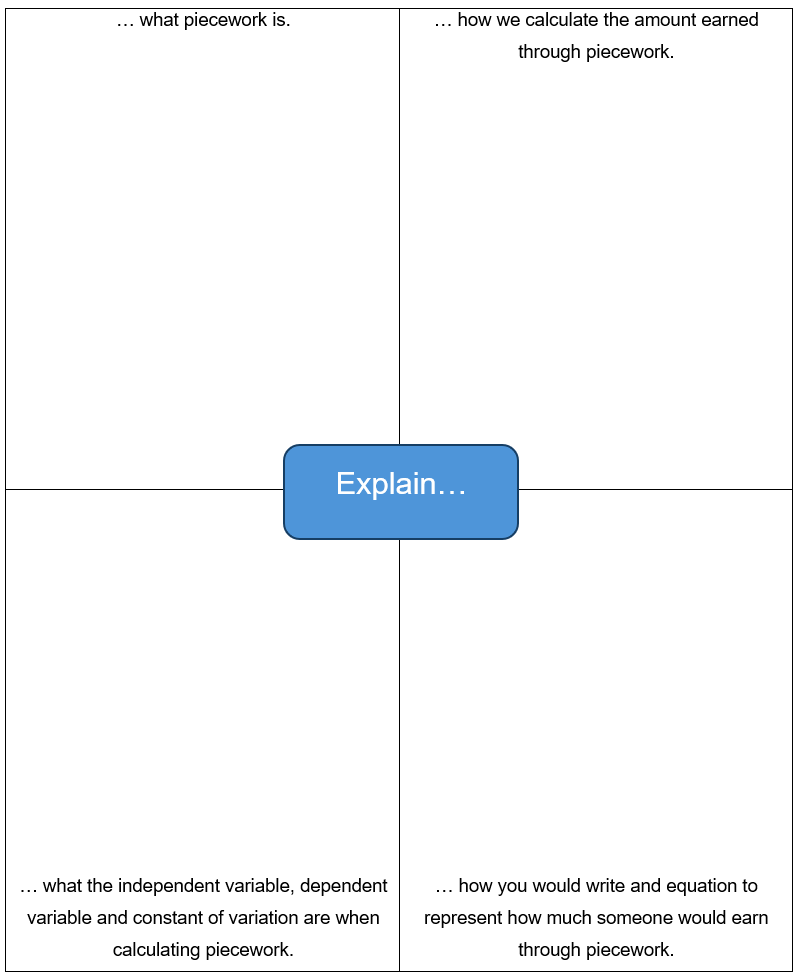 … what piecework is.
… how we calculate the amount earned
through piecework.
Explain…
… what the independent variable, dependent
variable and constant of variation are when
calculating piecework.
… how you would write and equation to
represent how much someone would earn
through piecework.